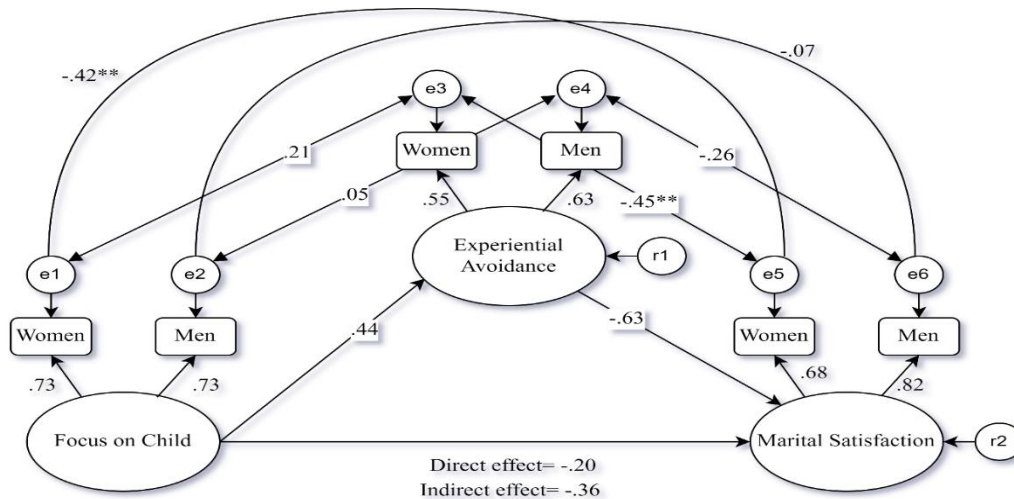 -.42**
-.07
e3
e4
.21
Women
Men
-.26
.05
.55
.63
-.45**
Experiential
Avoidance
r1
e1
e2
e5
e6
Women
Men
.44
-.63
Women
Men
.73
.73
.68
.82
Focus on Child
Marital Satisfaction
r2
Direct effect= -.20
Indirect effect= -.36